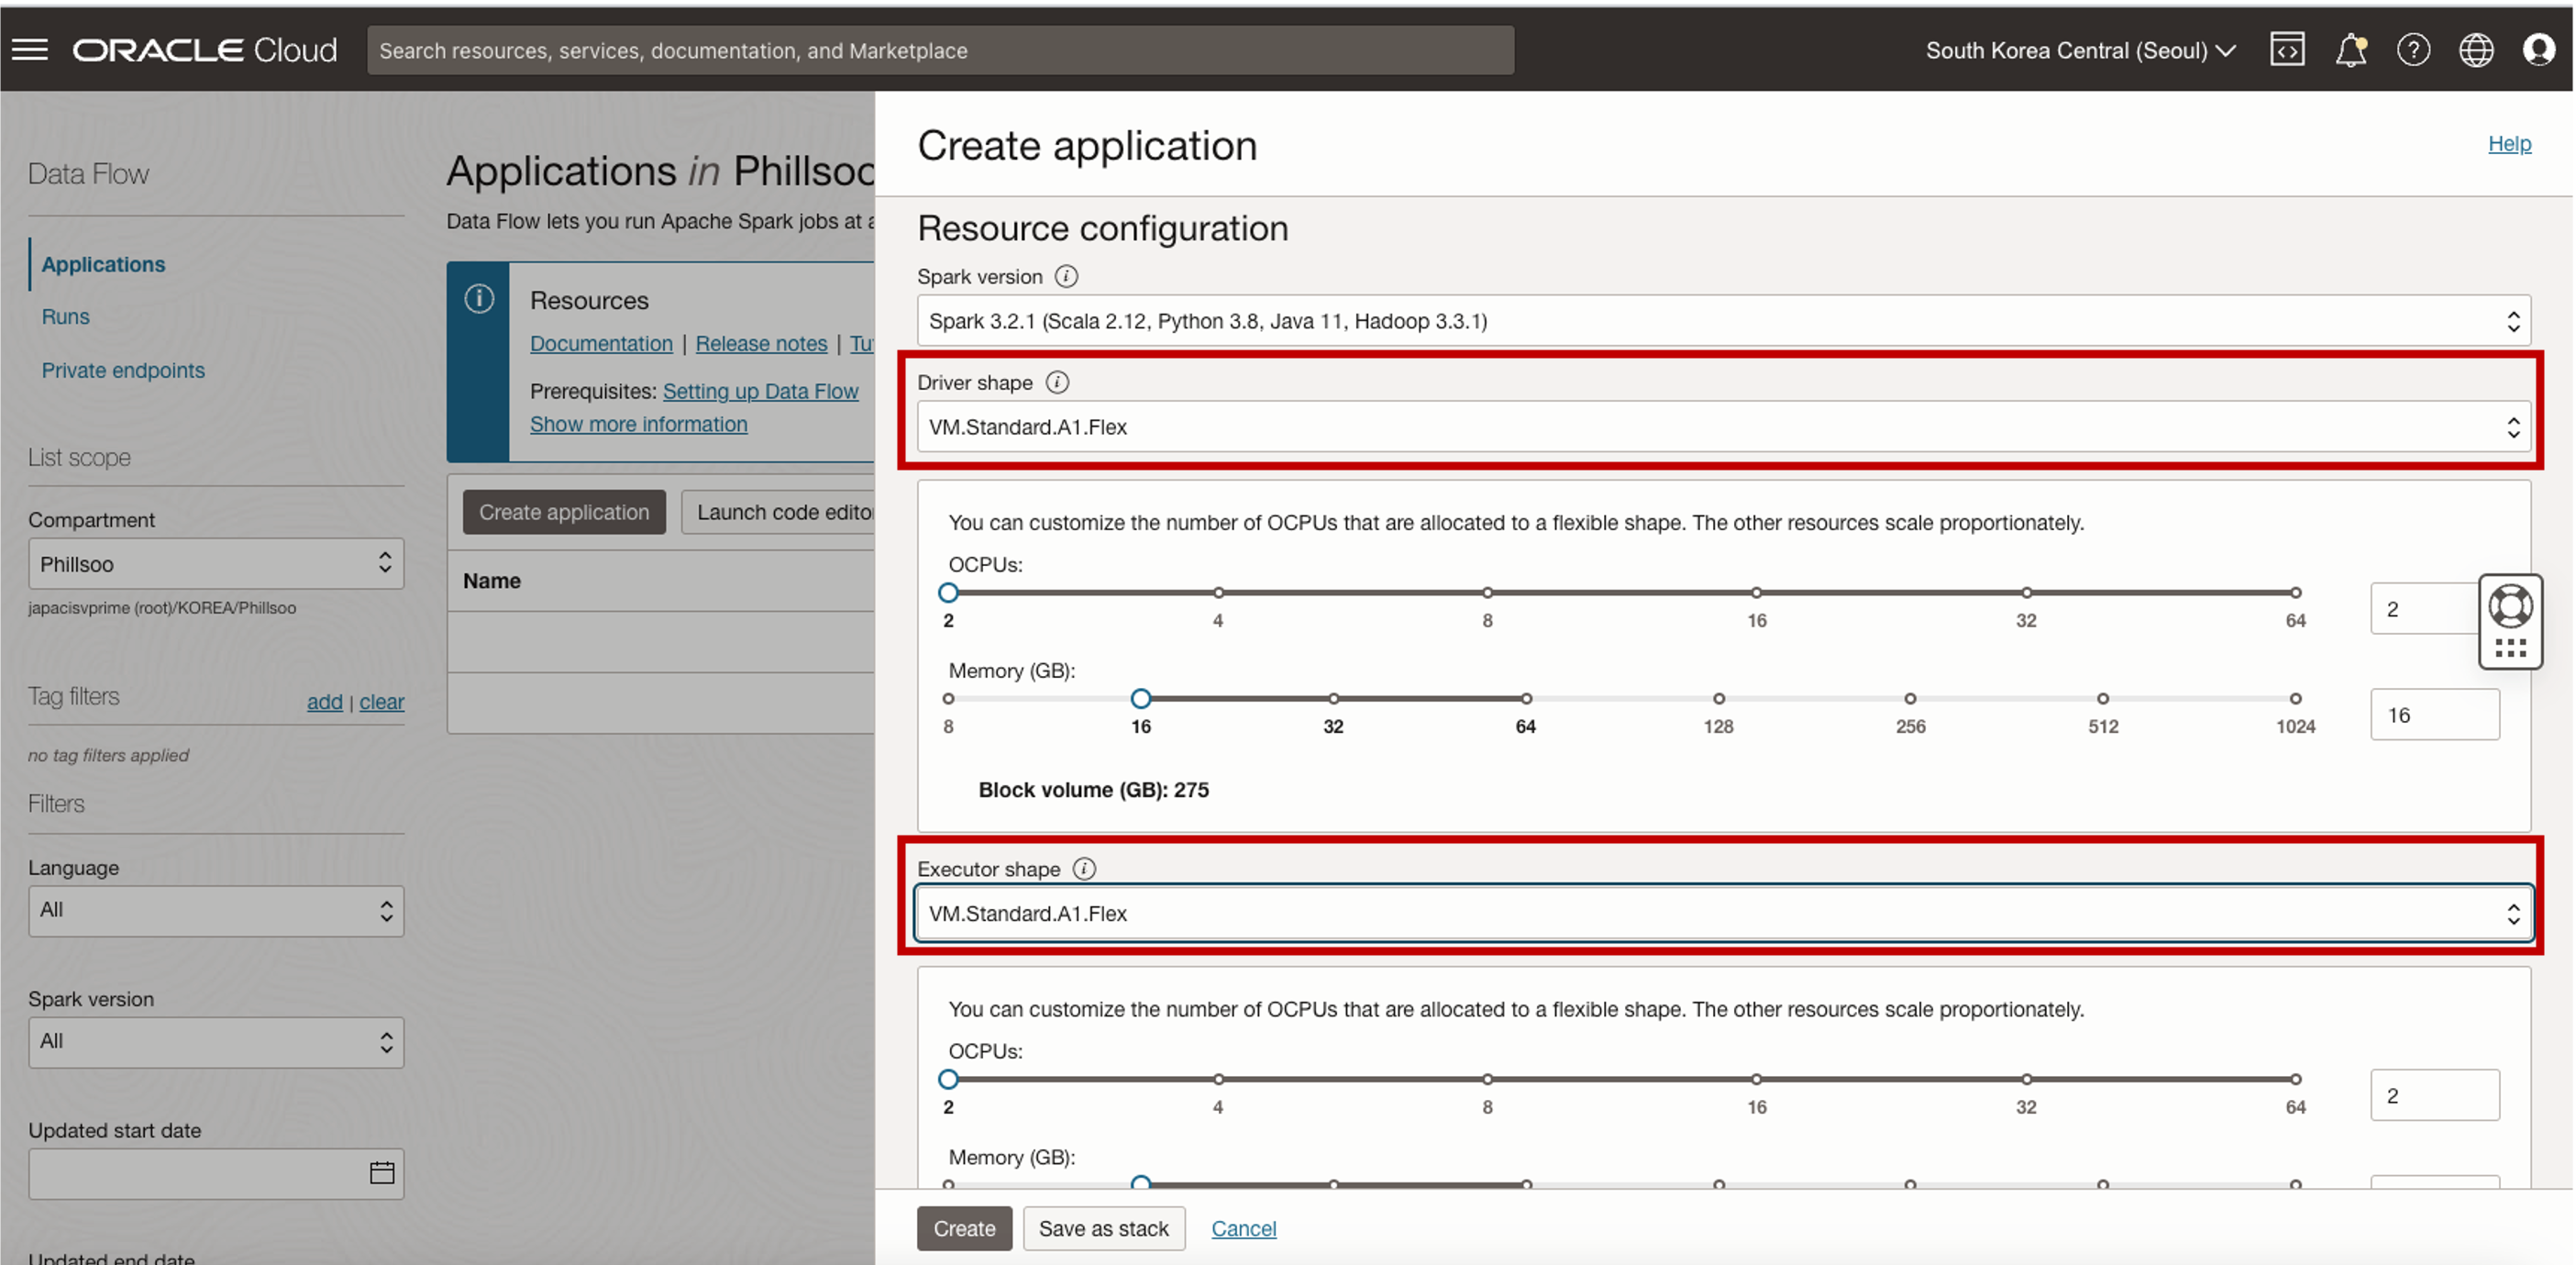 ORACLE Cloud
Search resources, services, documentation, and Marketplace
South Korea Central (Seoul)
Data Flow
Applications
Runs
Private endpoints
List scope
Compartment
Phillsoo
japacisvprime (root)/KOREA/Phillsoo
Tag filters
add | clear
no tag filters applied
Filters
Language
All
Spark version
All
Updated start date
Updated end date
Applications in Phillsoo
Data Flow lets you run Apache Spark jobs at
Resources
Documentation | Release notes | Tu
Prerequisites: Setting up Data Flow
Show more information
Create application
Launch code editor
Name
Create application
Help
Resource configuration
Spark version
Spark 3.2.1 (Scala 2.12, Python 3.8, Java 11, Hadoop 3.3.1)
Driver shape
VM.Standard.A1.Flex
You can customize the number of OCPUs that are allocated to a flexible shape. The other resources scale proportionately.
OCPUs:
2 4 8 16 32 64
2
Memory (GB):
8 16 32 64 128 256 512 1024
16
Block volume (GB): 275
Executor shape
VM.Standard.A1.Flex
You can customize the number of OCPUs that are allocated to a flexible shape. The other resources scale proportionately.
OCPUs:
2 4 8 16 32 64
2
Memory (GB):
Create
Save as stack
Cancel